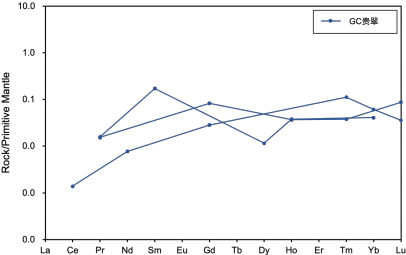 10.0
1.0
0.1
0.0
0.0
0.0
Rock/Primitive Mantle
GC贵翠
La Ce Pr Nd Sm Eu Gd Tb Dy Ho Er Tm Yb Lu